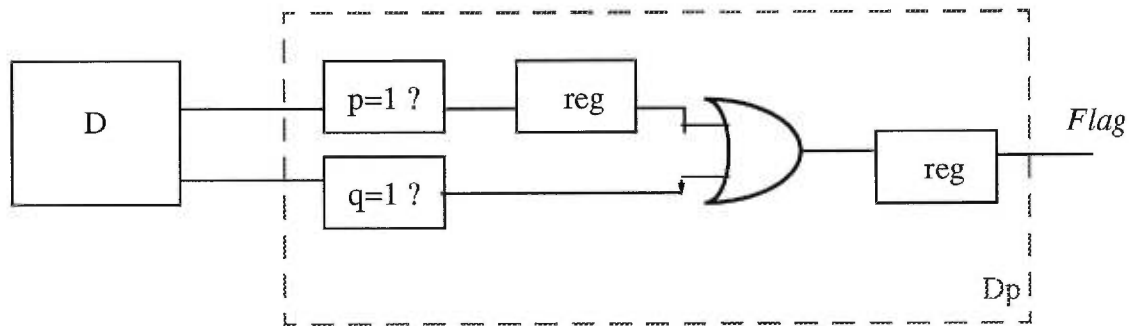 D
p=1 ?
reg
q=1 ?
Flag
reg
Dp